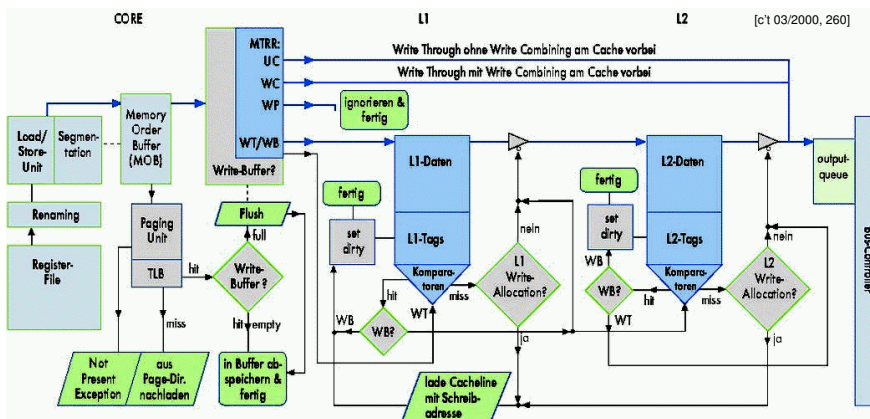 CORE
L1
L2
[c't 03/2000, 260]
MTRR:
UC
WC
WP
WT/WB
Write-Buffer?
Write Through ohne Write Combining am Cache vorbei
Write Through mit Write Combining am Cache vorbei
ignorieren &
fertig
Load/
Store-
Unit
Segmen-
tation
Memory
Order
Buffer
(MOB)
Renaming
Register-
File
Paging
Unit
TLB
hit
miss
Not
Present
Exception
aus
Page-Dir.
nachladen
Flush
full
Write-
Buffer ?
hit
empty
in Buffer ab-
speichern &
fertig
fertig
set
dirty
L1-Daten
L1-Tags
Kompara-
toren
hit
miss
WT
WB
WB?
nein
L1
Write-
Allocation?
ja
lade Cacheline
mit Schreib-
adresse
fertig
set
dirty
L2-Daten
L2-Tags
Kompara-
toren
WB
WB?
hit
miss
WT
nein
L2
Write-
Allocation?
ja
output-
queue
Bus-Controller